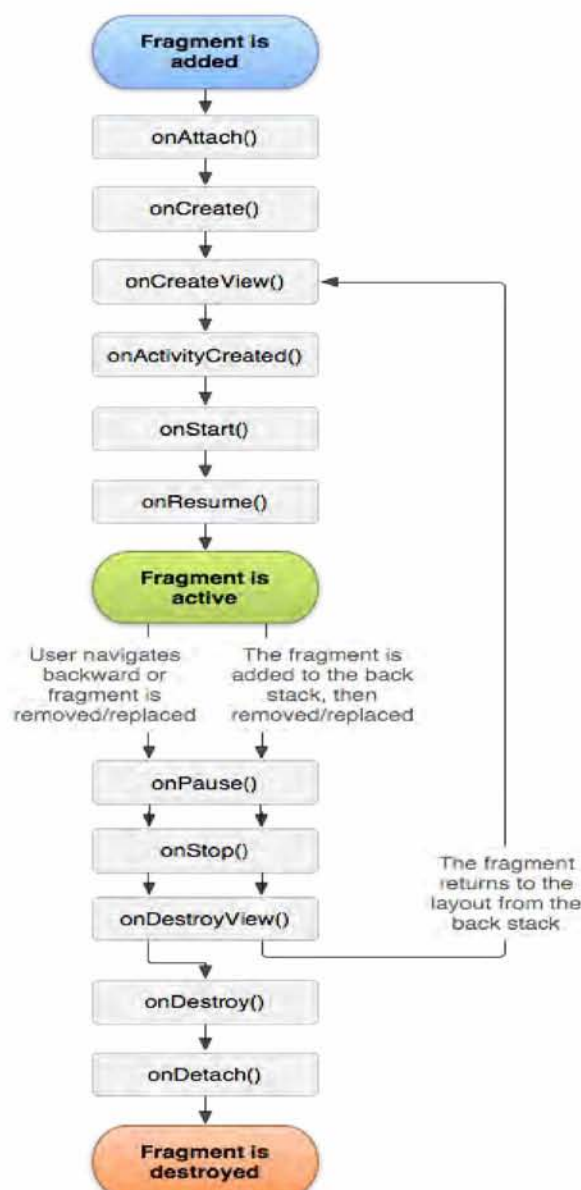 Fragment is
added
onAttach()
onCreate()
onCreateView()
onActivityCreated()
onStart()
onResume()
Fragment is
active
User navigates
backward or
fragment is
removed/replaced
The fragment is
added to the back
stack, then
removed/replaced
onPause()
onStop()
onDestroyView()
The fragment
returns to the
layout from the
back stack
onDestroy()
onDetach()
Fragment is
destroyed